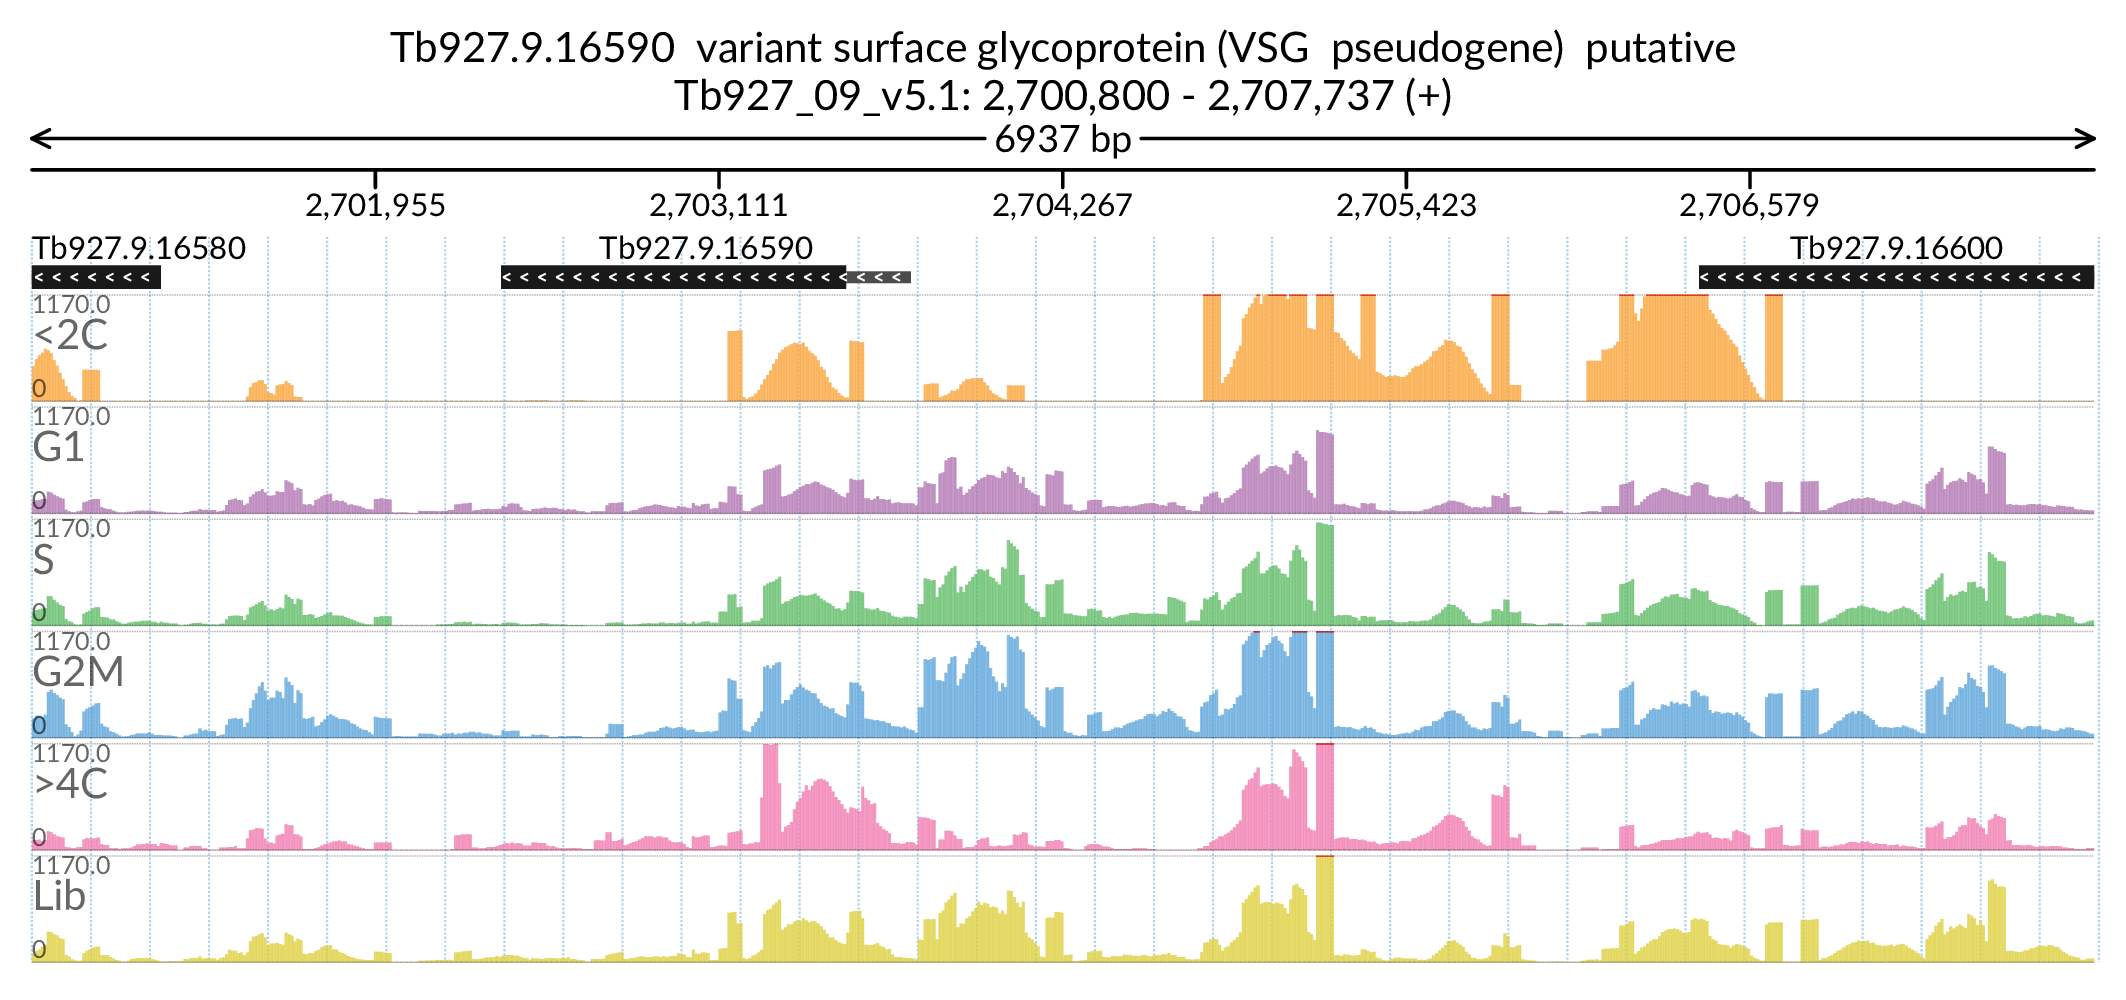 Tb927.9.16590 variant surface glycoprotein (VSG pseudogene) putative
Tb927_09_v5.1: 2,700,800 - 2,707,737 (+)
6937 bp
2,701,955 2,703,111 2,704,267 2,705,423 2,706,579
Tb927.9.16580 Tb927.9.16590 Tb927.9.16600
1170.0
<2C
0
1170.0
G1
0
1170.0
S
0
1170.0
G2M
0
1170.0
>4C
0
1170.0
Lib
0